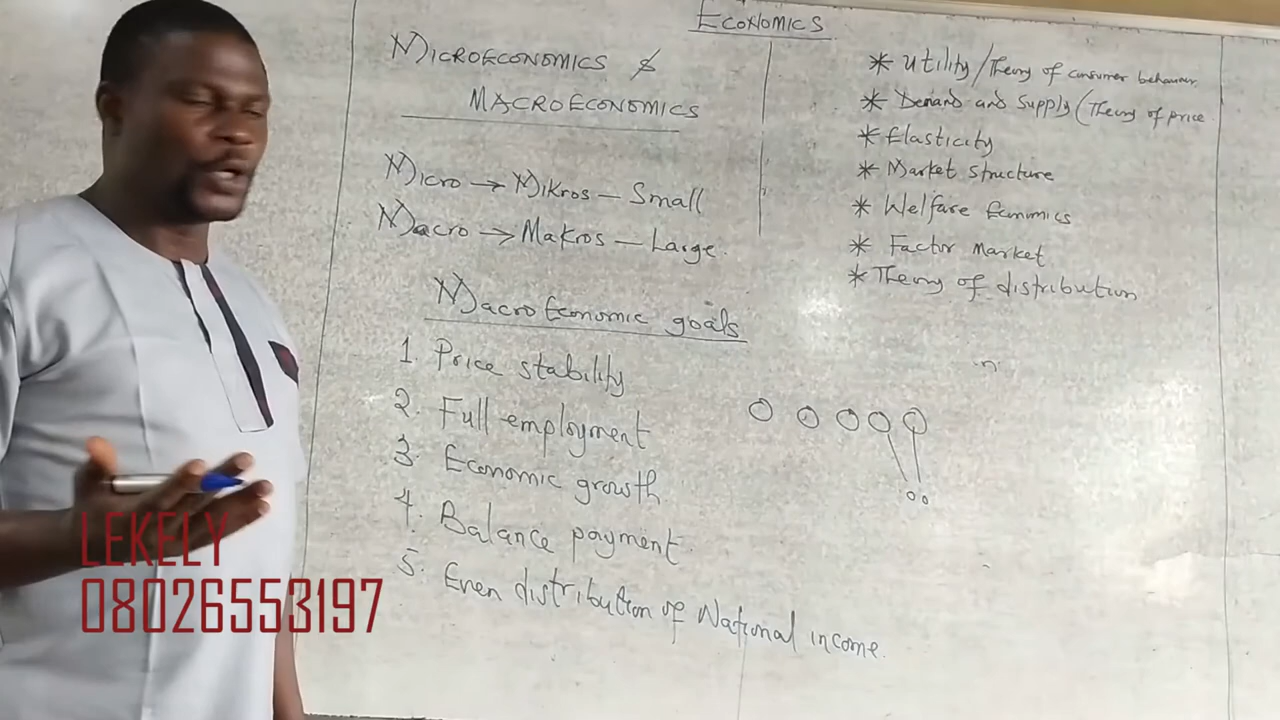 ECONOMICS
MICROECONOMICS &
MACROECONOMICS
Micro → Mikros – Small
Macro → Makros – Large.
MacroEconomic goals
1. Price stability
2. Full employment
3. Economic growth
4. Balance payment.
5. Even distribution of National income.
* Utility/Theory of consumer behaviour
* Demand and Supply (Theory of price
* Elasticity
* Market structure
* Welfare
* Factor market
* Theory of distribution
LEKELY
08026553197